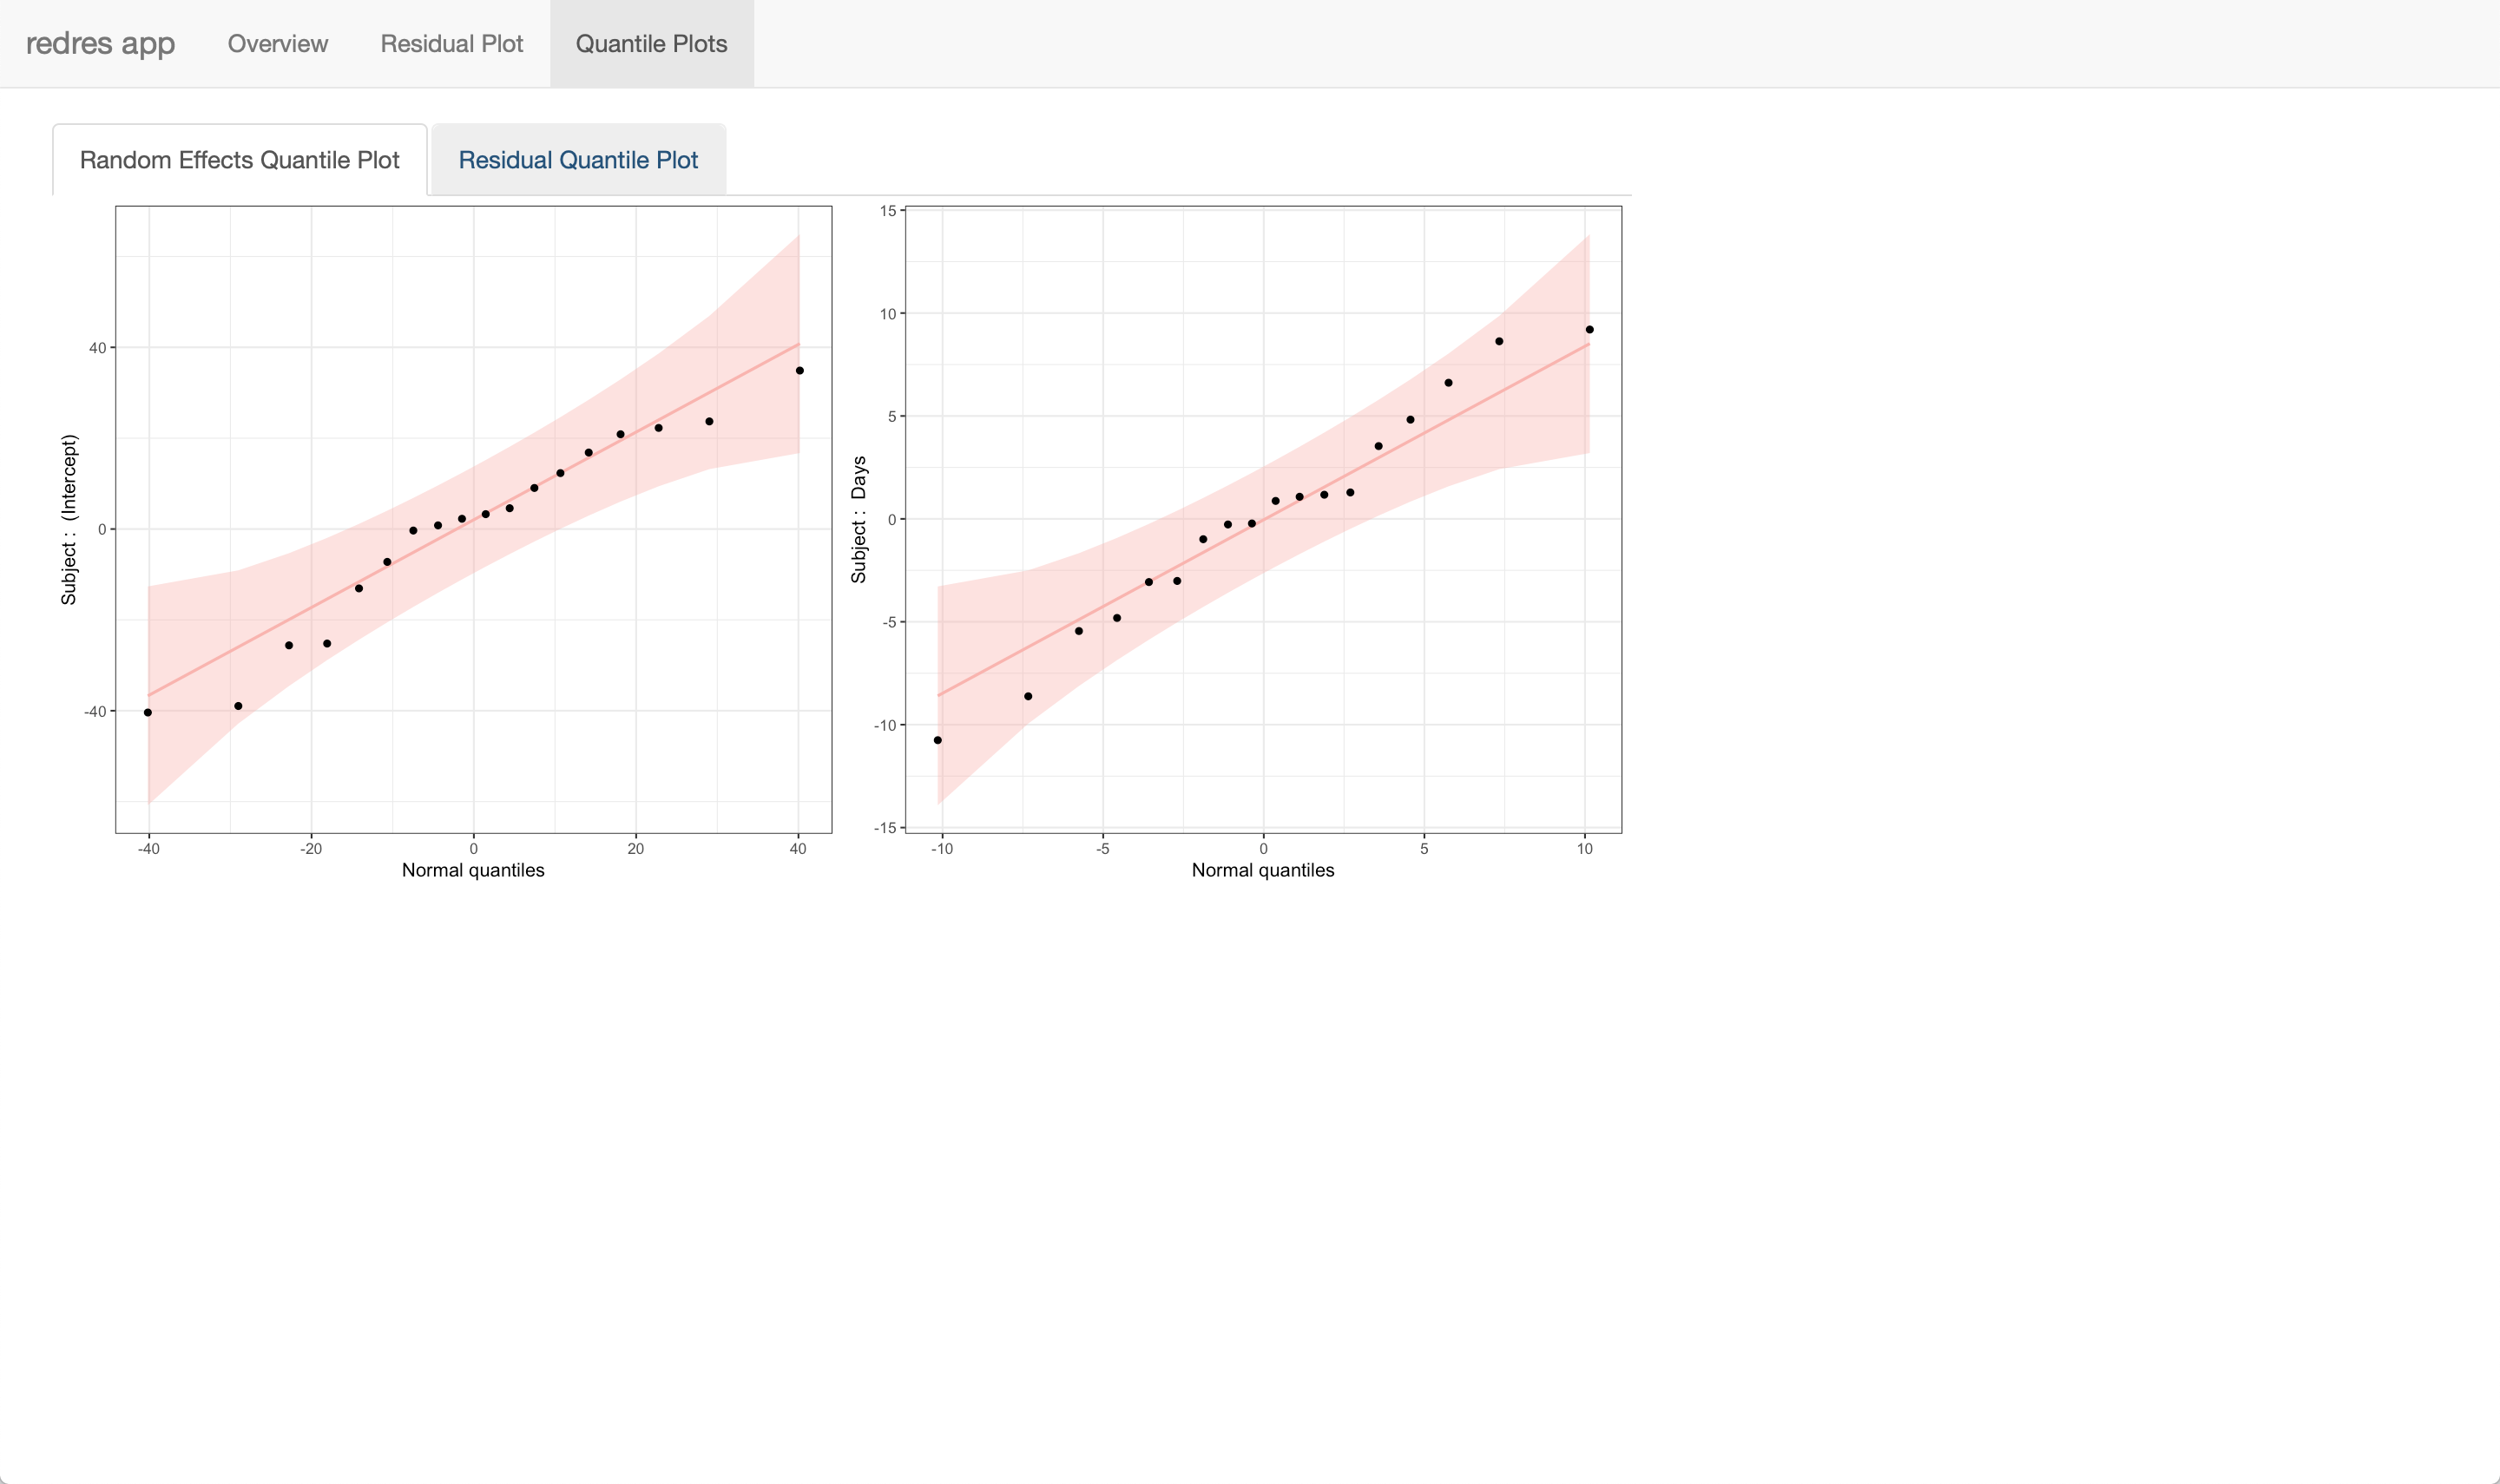 redres app Overview Residual Plot Quantile Plots
Random Effects Quantile Plot Residual Quantile Plot
Subject : (Intercept)
40
0
-40
-40 -20 0 20 40
Normal quantiles
Subject : Days
15
10
5
0
-5
-10
-15
-10 -5 0 5 10
Normal quantiles